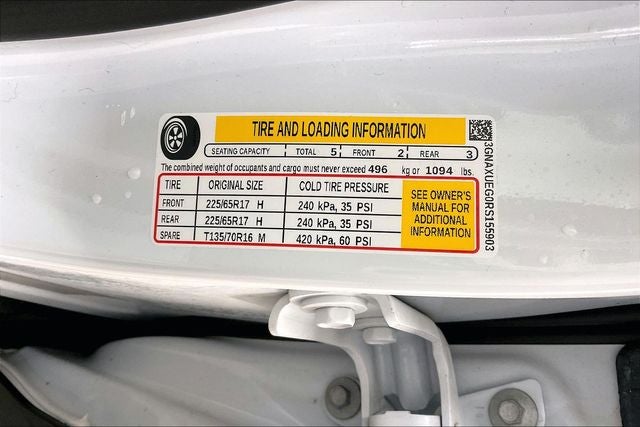 TIRE AND LOADING INFORMATION
SEATING CAPACITY TOTAL 5 FRONT 2 REAR 3
The combined weight of occupants and cargo must never exceed 496 kg or 1094 lbs.
TIRE ORIGINAL SIZE COLD TIRE PRESSURE
FRONT 225/65R17 H 240 kPa, 35 PSI
REAR 225/65R17 H 240 kPa, 35 PSI
SPARE T135/70R16 M 420 kPa, 60 PSI
SEE OWNER'S
MANUAL FOR
ADDITIONAL
INFORMATION
3GNAXUEG3RS155903